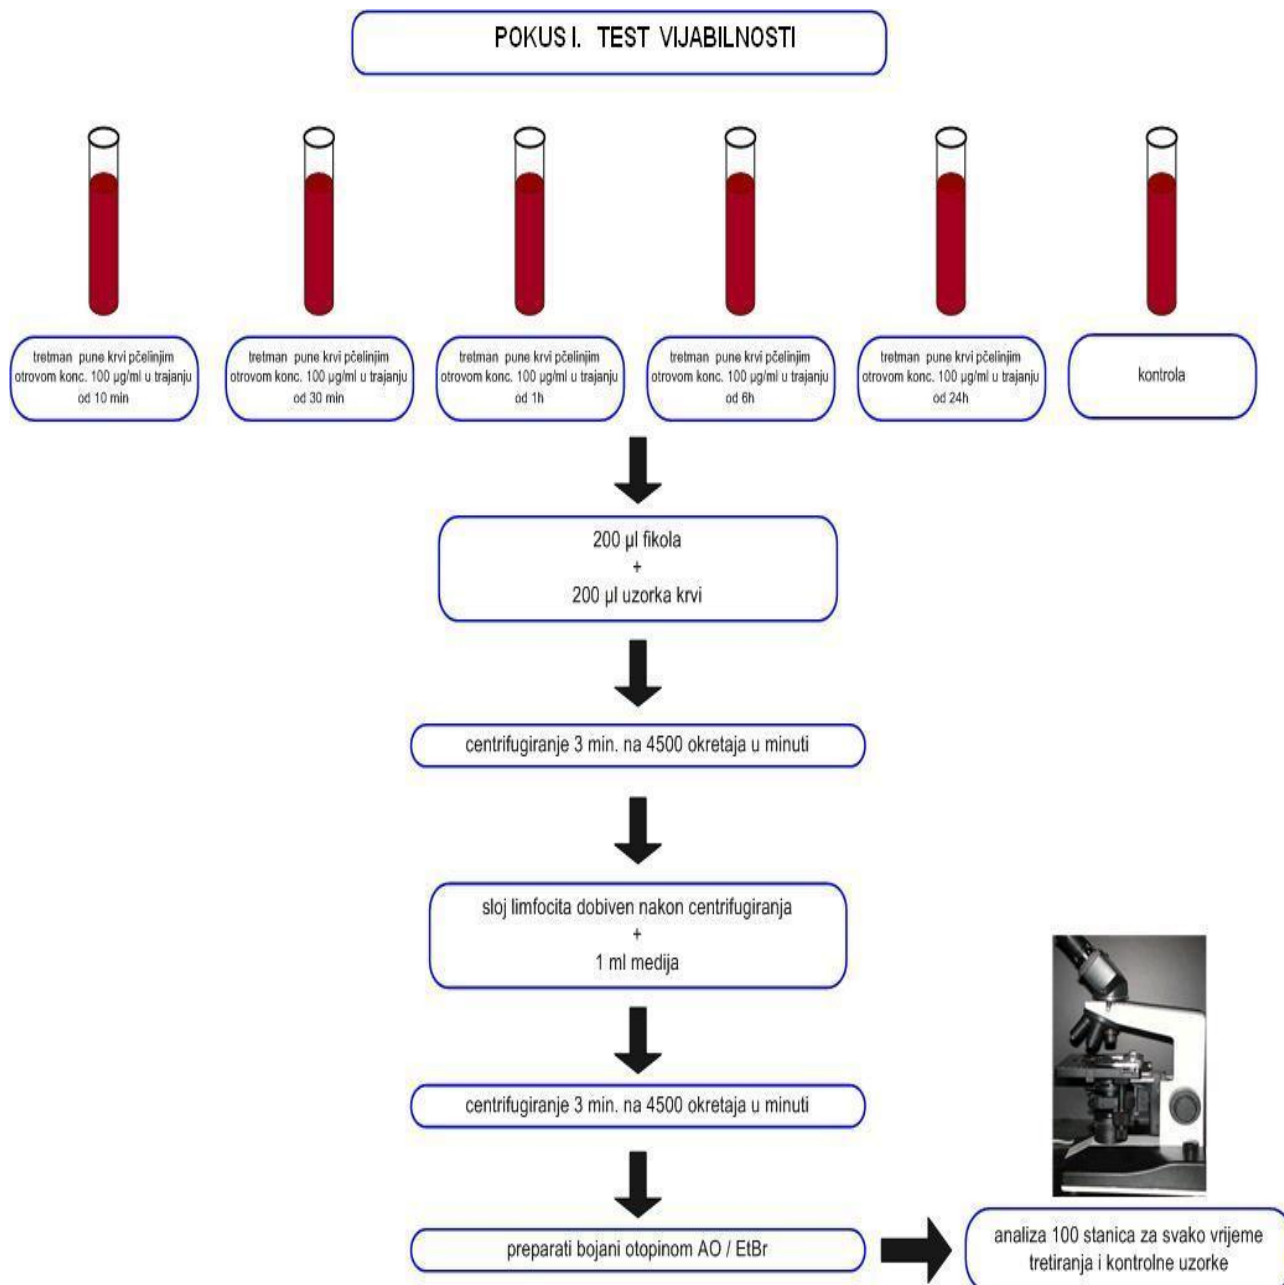 POKUS I. TEST VIJABILNOSTI
tretman pune krvi pčelinjim
otrovom konc. 100 µg/ml u trajanju
od 10 min
tretman pune krvi pčelinjim
otrovom konc. 100 µg/ml u trajanju
od 30 min
tretman pune krvi pčelinjim
otrovom konc. 100 µg/ml u trajanju
od 1h
tretman pune krvi pčelinjim
otrovom konc. 100 µg/ml u trajanju
od 6h
tretman pune krvi pčelinjim
otrovom konc. 100 µg/ml u trajanju
od 24h
kontrola
200 µl fikola
+
200 µl uzorka krvi
centrifugiranje 3 min. na 4500 okretaja u minuti
sloj limfocita dobiven nakon centrifugiranja
+
1 ml medija
centrifugiranje 3 min. na 4500 okretaja u minuti
preparati bojani otopinom AO / EtBr
analiza 100 stanica za svako vrijeme
tretiranja i kontrolne uzorke